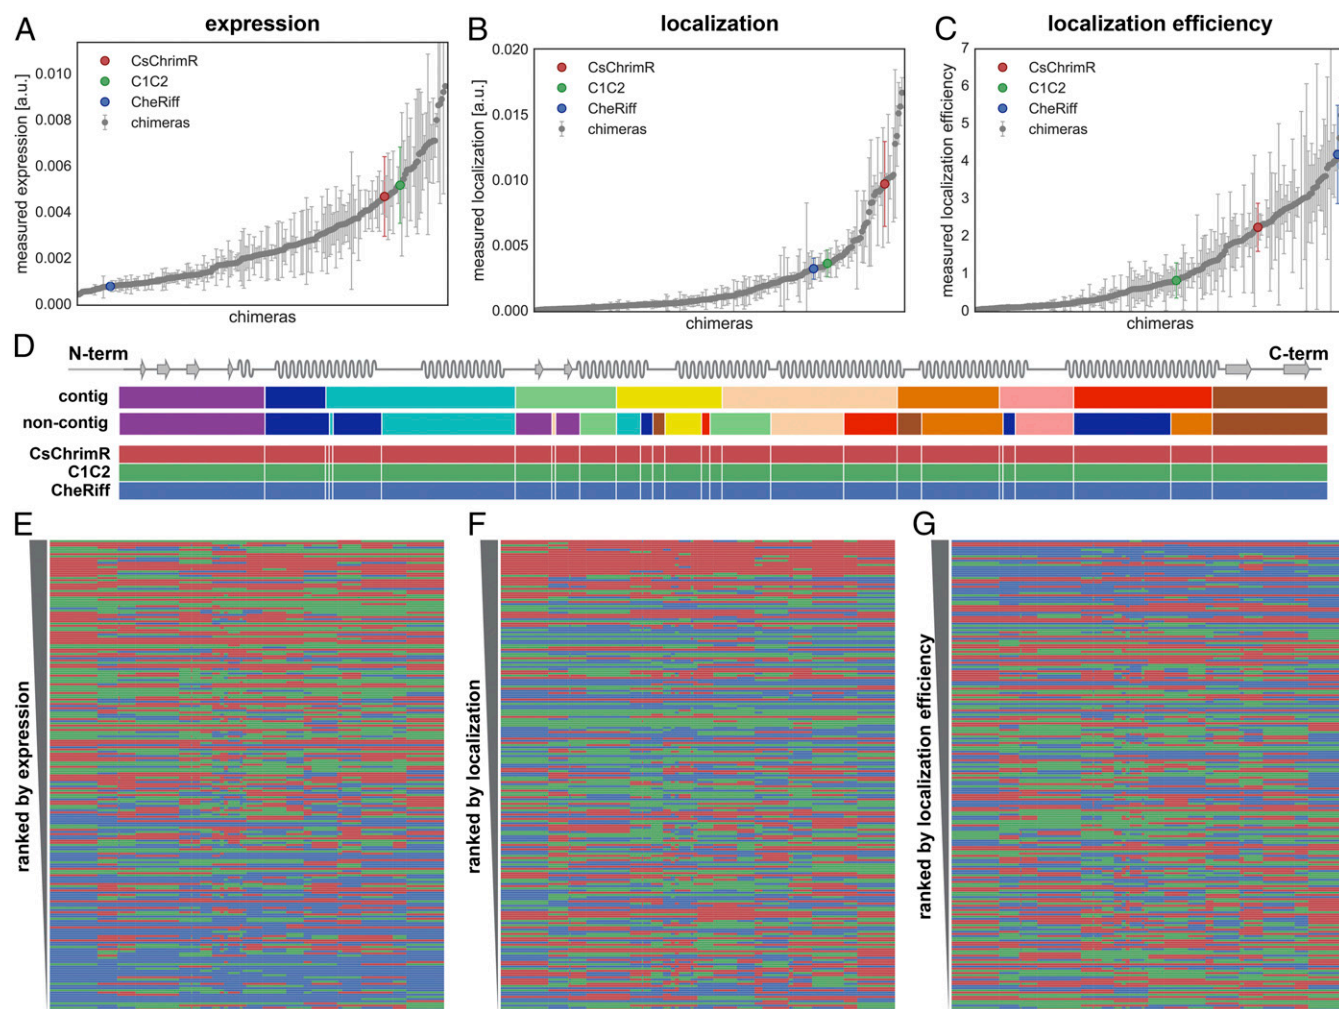 A
expression
measured expression [a.u.]
0.010
0.008
0.006
0.004
0.002
0.000
CsChrimR
C1C2
CheRiff
chimeras
chimeras
B
localization
measured localization [a.u.]
0.020
0.015
0.010
0.005
0.000
CsChrimR
C1C2
CheRiff
chimeras
chimeras
C
localization efficiency
measured localization efficiency
7
6
5
4
3
2
1
0
CsChrimR
C1C2
CheRiff
chimeras
chimeras
D
N-term
C-term
contig
non-contig
CsChrimR
C1C2
CheRiff
E
ranked by expression
F
ranked by localization
G
ranked by localization efficiency